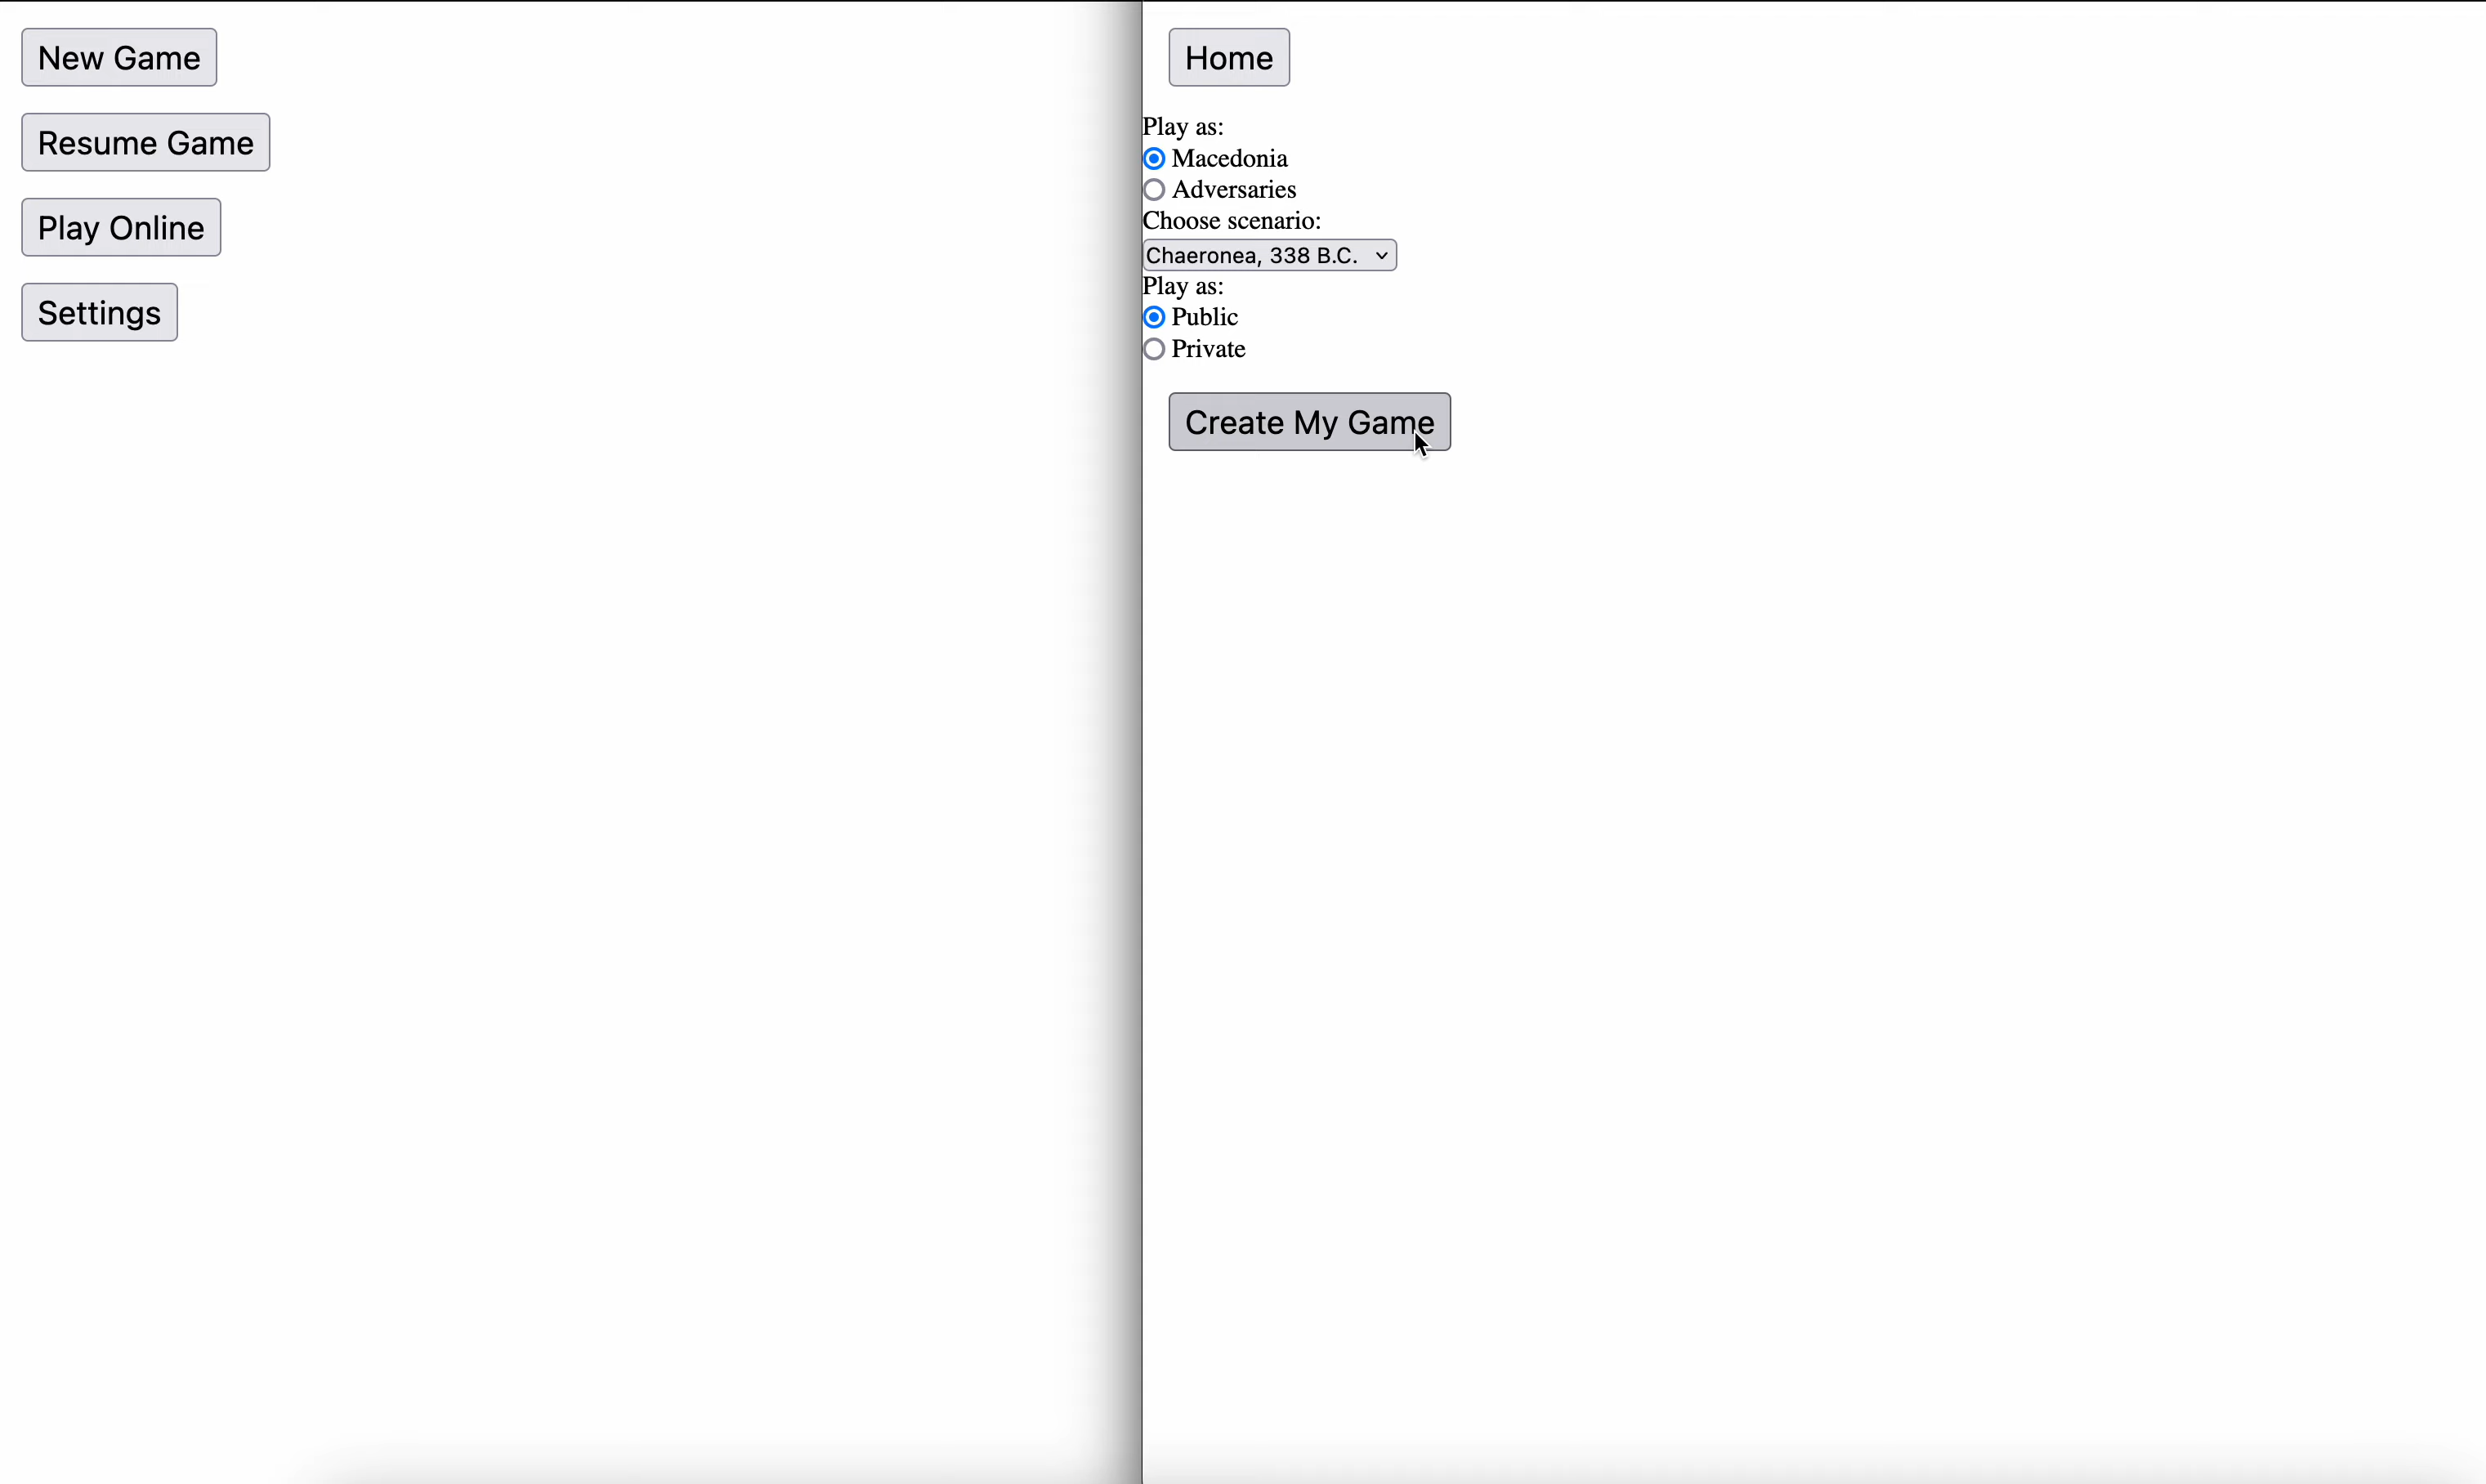 New Game
Resume Game
Play Online
Settings
Home
Play as:
Macedonia
Adversaries
Choose scenario:
Chaeronea, 338 B.C.
Play as:
Public
Private
Create My Game